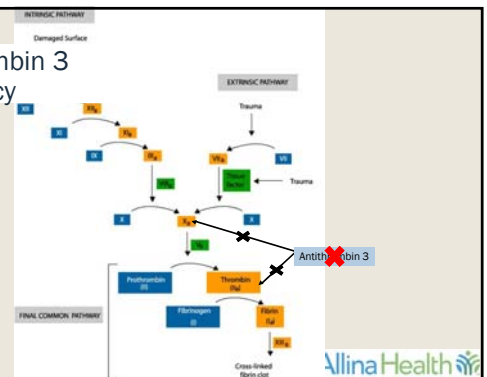 INTRINSIC PATHWAY
Damaged Surface
mbin 3
cy
EXTRINSIC PATHWAY
Trauma
XII
XIIa
XI
XIa
IX
IXa
VIIa
VII
VIIIa
Tissue
factor
Trauma
X
Xa
X
Va
Antith bin 3
Prothrombin
(II)
Thrombin
(IIa)
FINAL COMMON PATHWAY
Fibrinogen
(I)
Fibrin
(Ia)
XIIIa
Cross-linked
fibrin clot
Allina Health